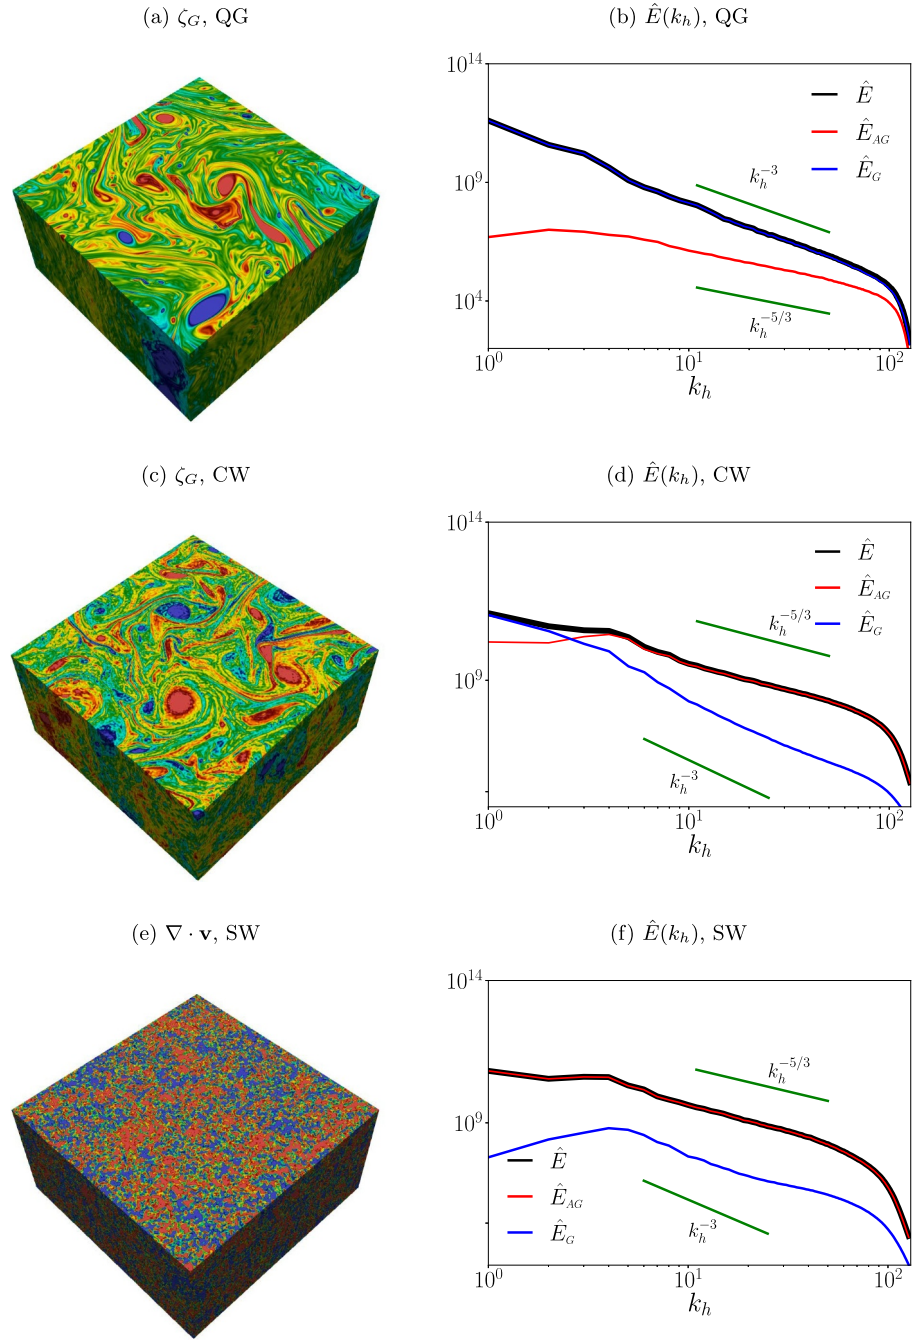 (a) ζ_G, QG
(b) Ê(k_h), QG
10^14
10^9
10^4
Ê
Ê_AG
Ê_G
k_h^−3
k_h^−5/3
10^0
10^1
10^2
k_h
(c) ζ_G, CW
(d) Ê(k_h), CW
10^14
10^9
Ê
Ê_AG
Ê_G
k_h^−5/3
k_h^−3
10^0
10^1
10^2
k_h
(e) ∇ · v, SW
(f) Ê(k_h), SW
10^14
10^9
k_h^−5/3
Ê
Ê_AG
Ê_G
k_h^−3
10^0
10^1
10^2
k_h